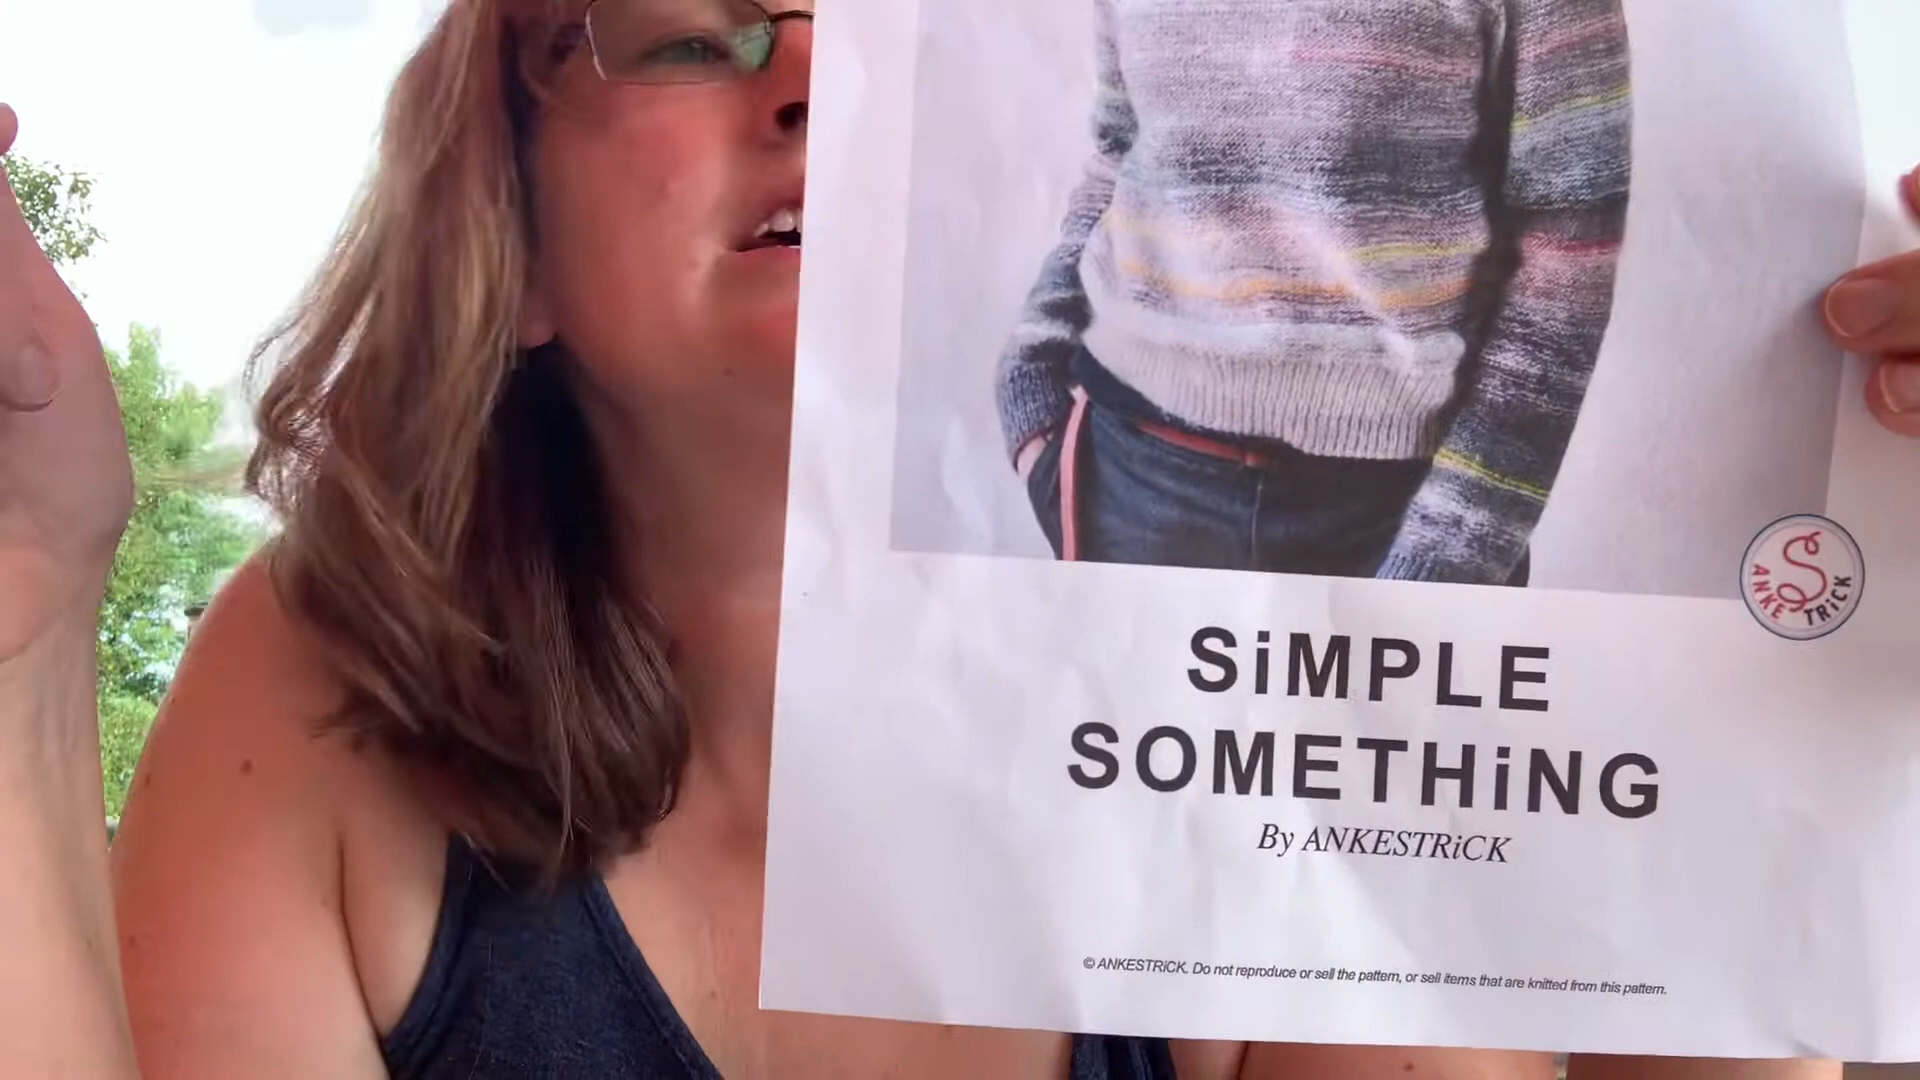 S
ANKE TRiCK
SiMPLE
SOMETHiNG
By ANKESTRiCK
© ANKESTRiCK. Do not reproduce or sell the pattern, or sell items that are knitted from this pattern.